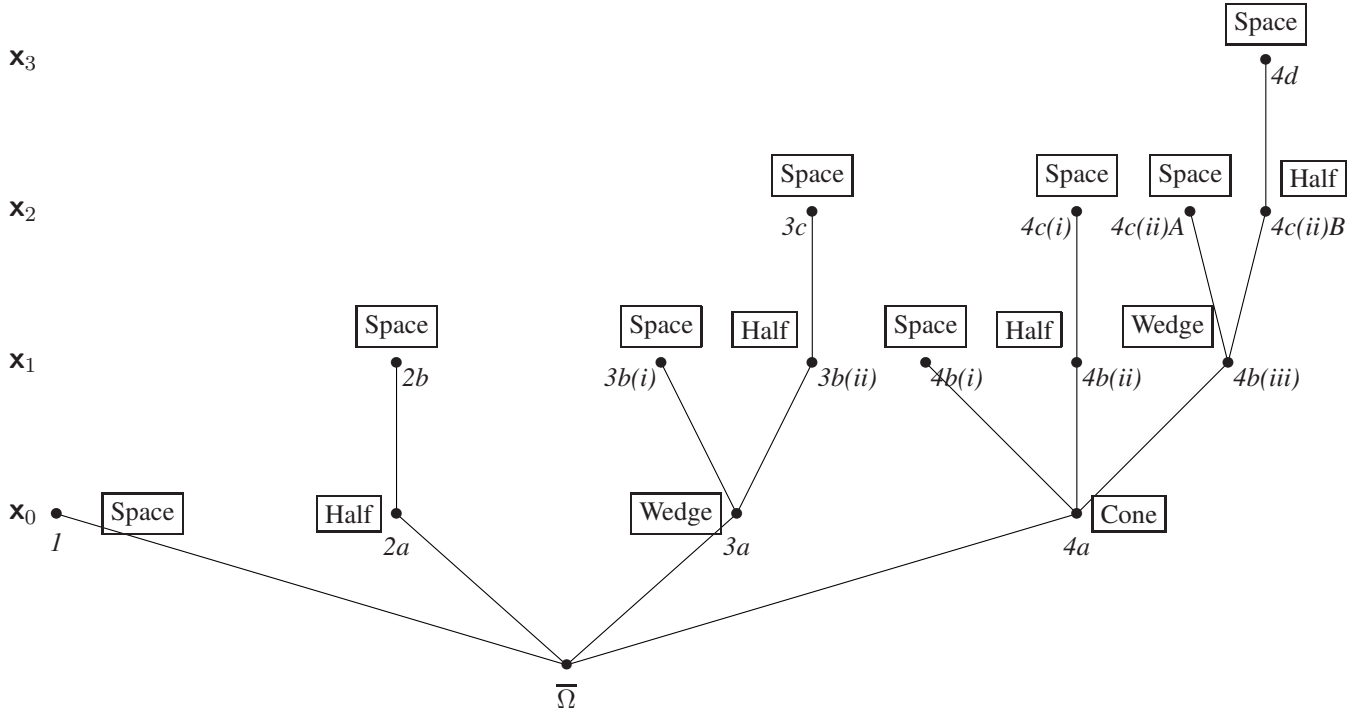 Space
x₃
4d
Space Space Space Half
x₂
3c 4c(i) 4c(ii)A 4c(ii)B
Space Space Half Space Half Wedge
x₁
2b 3b(i) 3b(ii) 4b(i) 4b(ii) 4b(iii)
x₀ Space Half Wedge Cone
1 2a 3a 4a
Ω̅